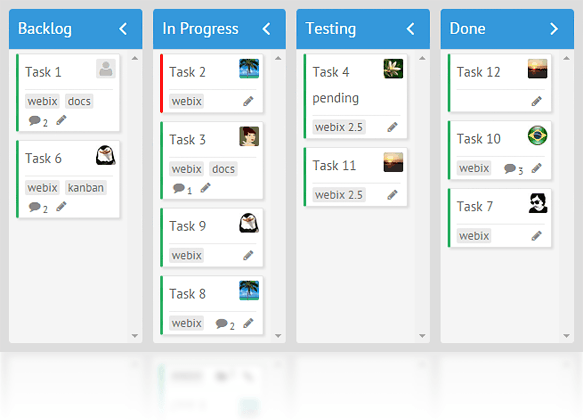 Backlog
Task 1
webix docs
2
Task 6
webix kanban
2
In Progress
Task 2
webix
Task 3
webix docs
1
Task 9
webix
Task 8
webix 2
Testing
Task 4
pending
webix 2.5
Task 11
webix 2.5
Done
Task 12
Task 10
webix 3
Task 7
webix